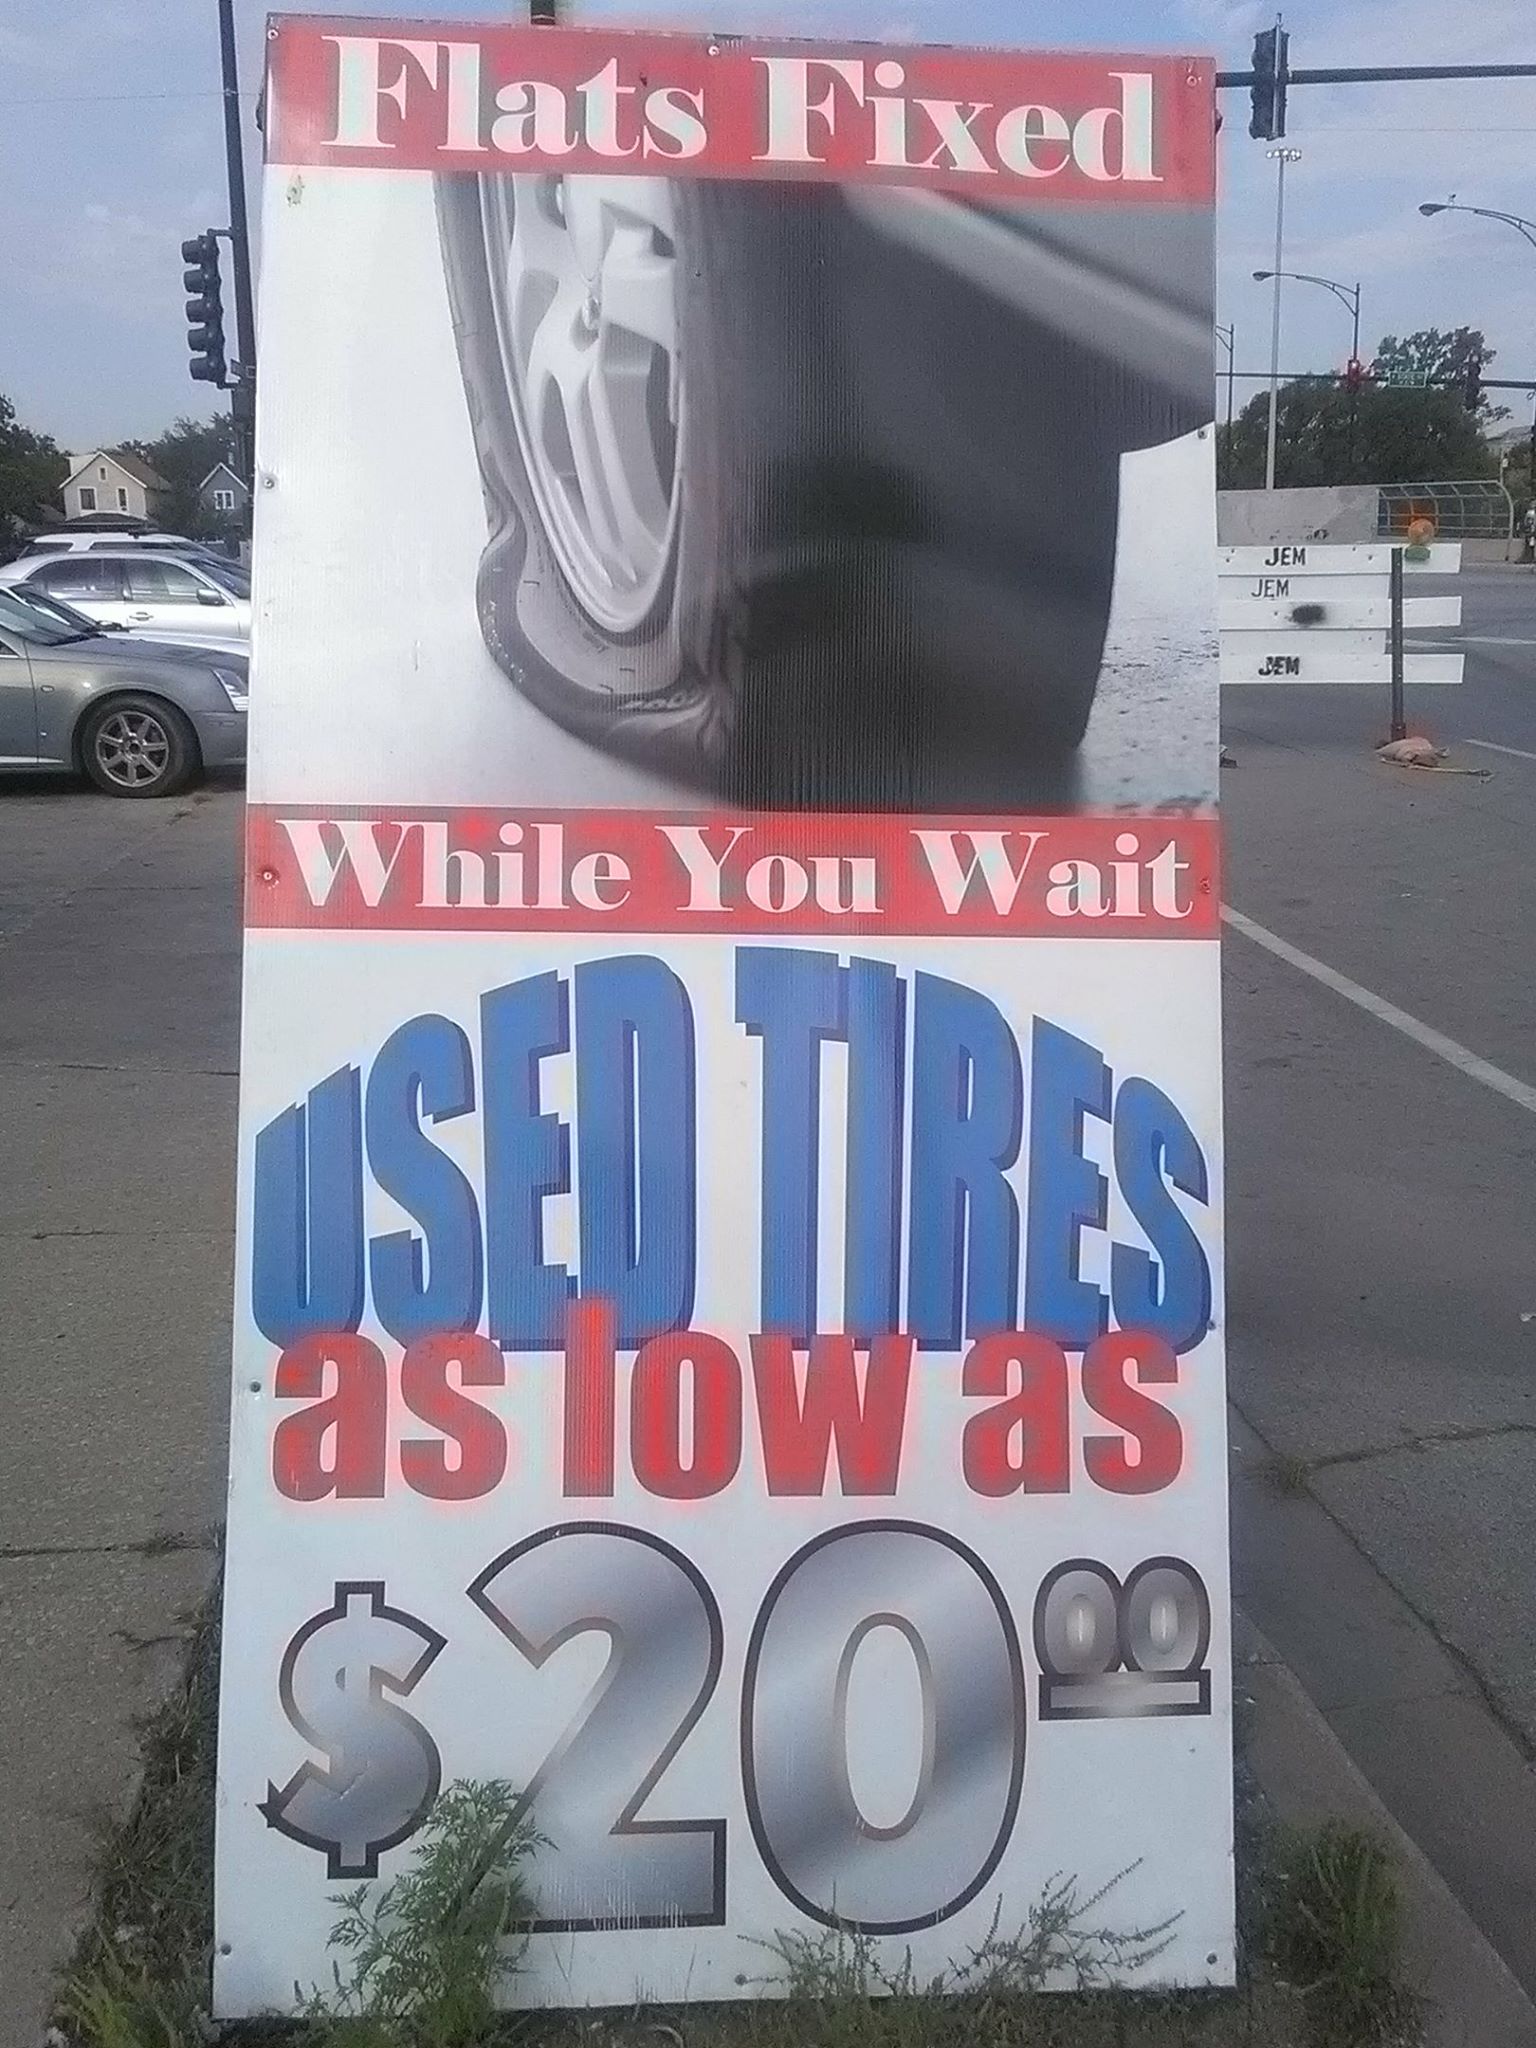 Flats Fixed
While You Wait
USED TIRES
as low as
$20.00
JEM
JEM
JEM